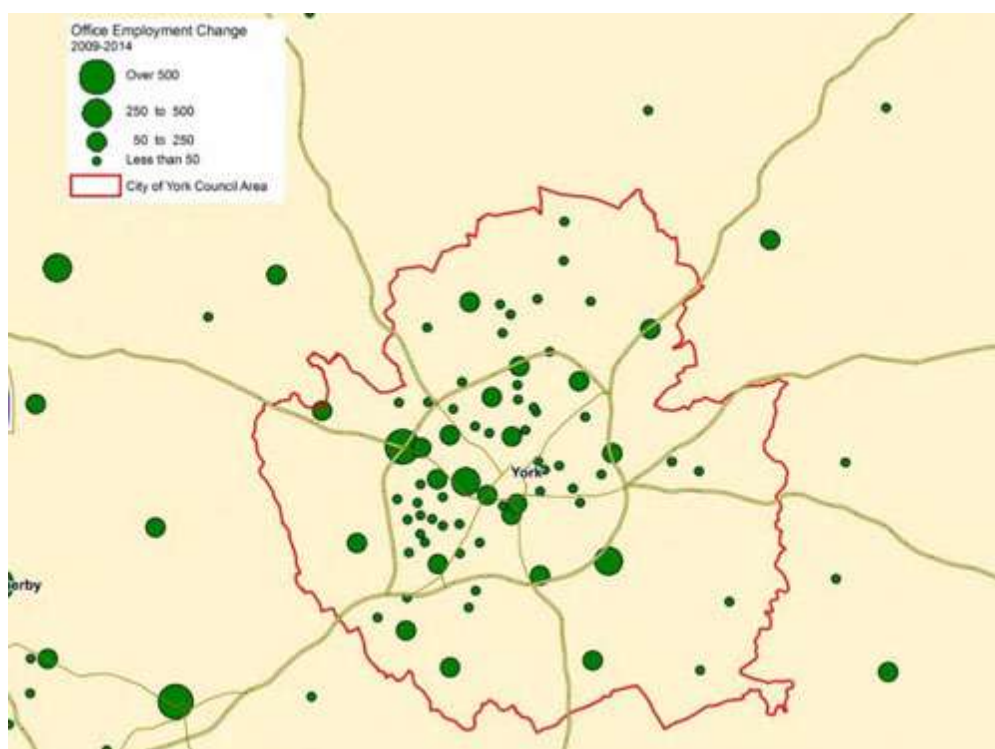 Office Employment Change
2009-2014
Over 500
250 to 500
50 to 250
Less than 50
City of York Council Area
York
erby